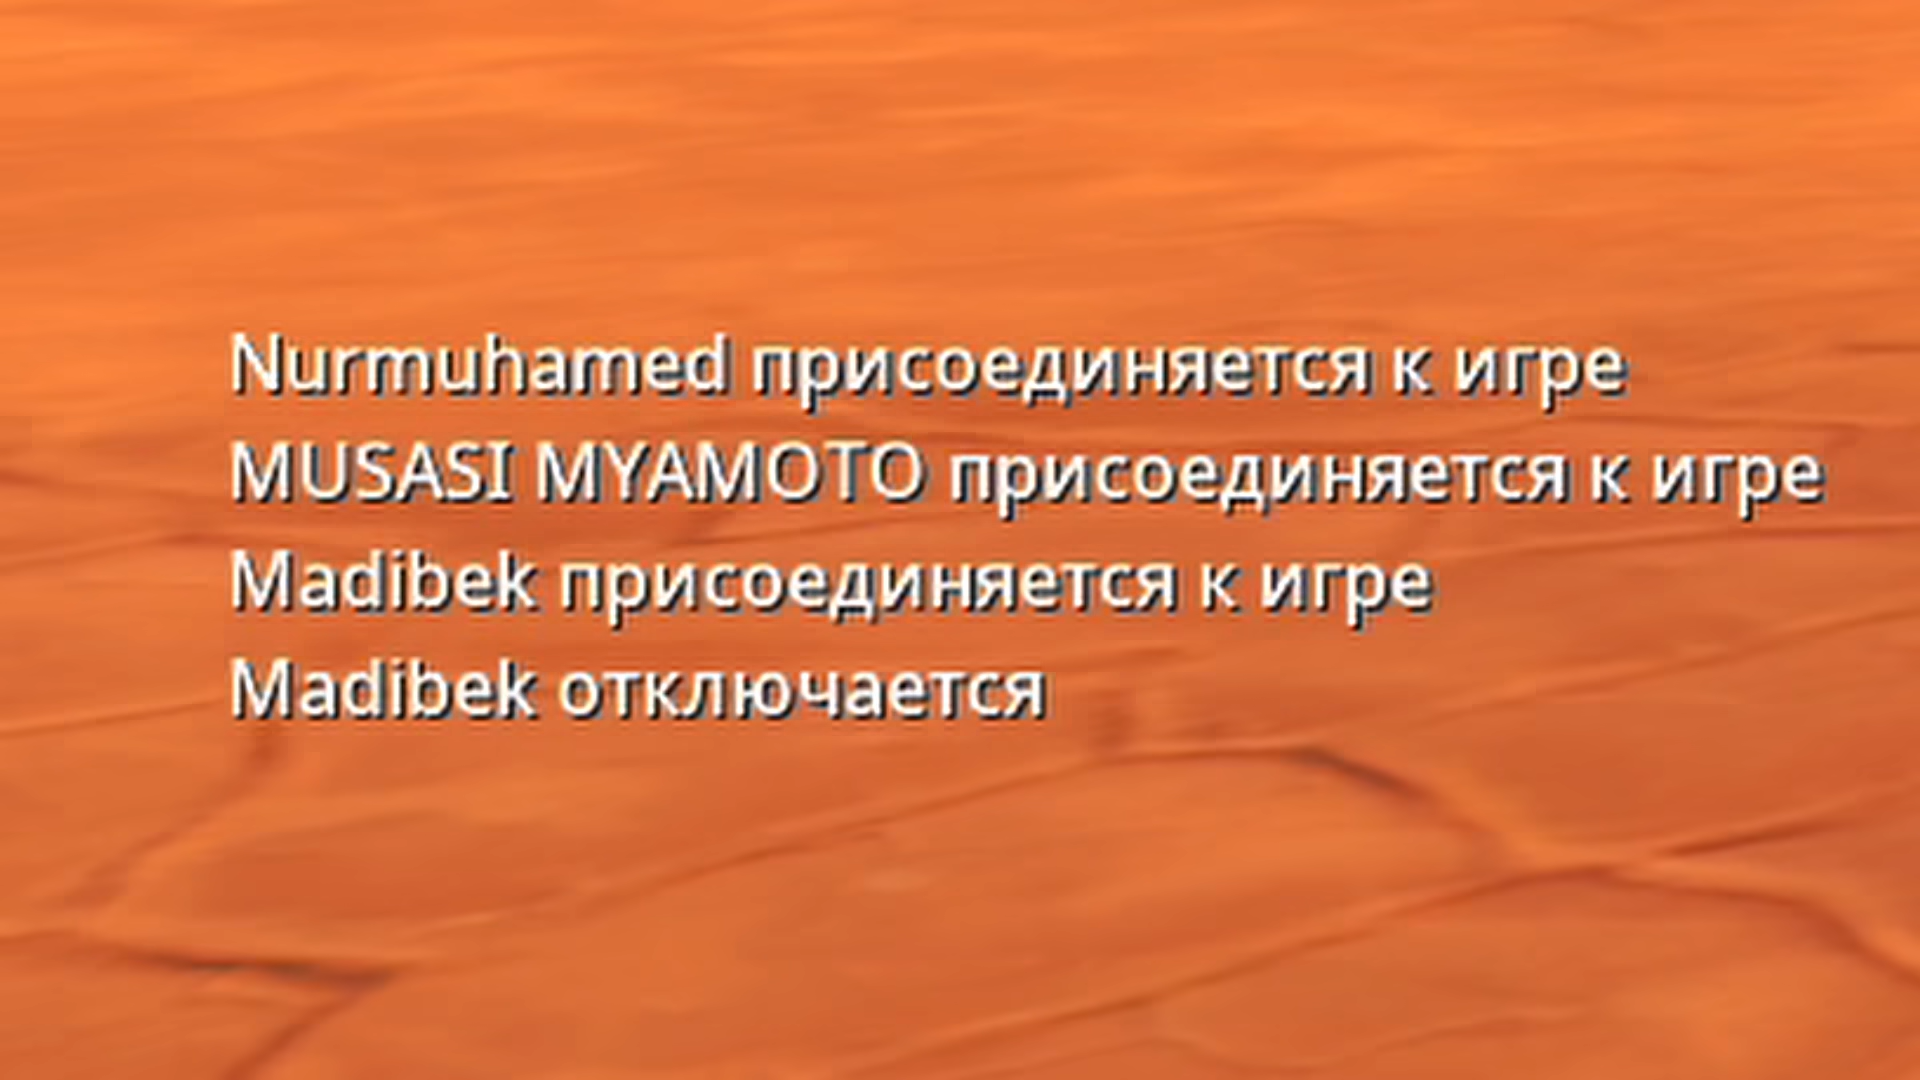 Nurmuhamed присоединяется к игре
MUSASI MYAMOTO присоединяется к игре
Madibek присоединяется к игре
Madibek отключается